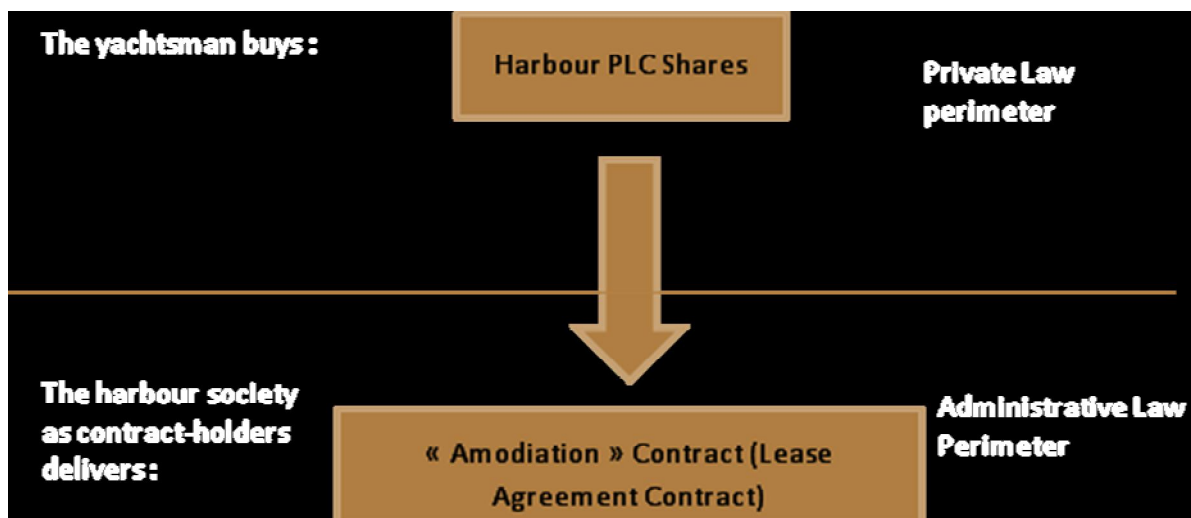 The yachtsman buys :
Harbour PLC Shares
Private Law
perimeter
The harbour society
as contract-holders
delivers :
« Amodiation » Contract (Lease
Agreement Contract)
Administrative Law
Perimeter